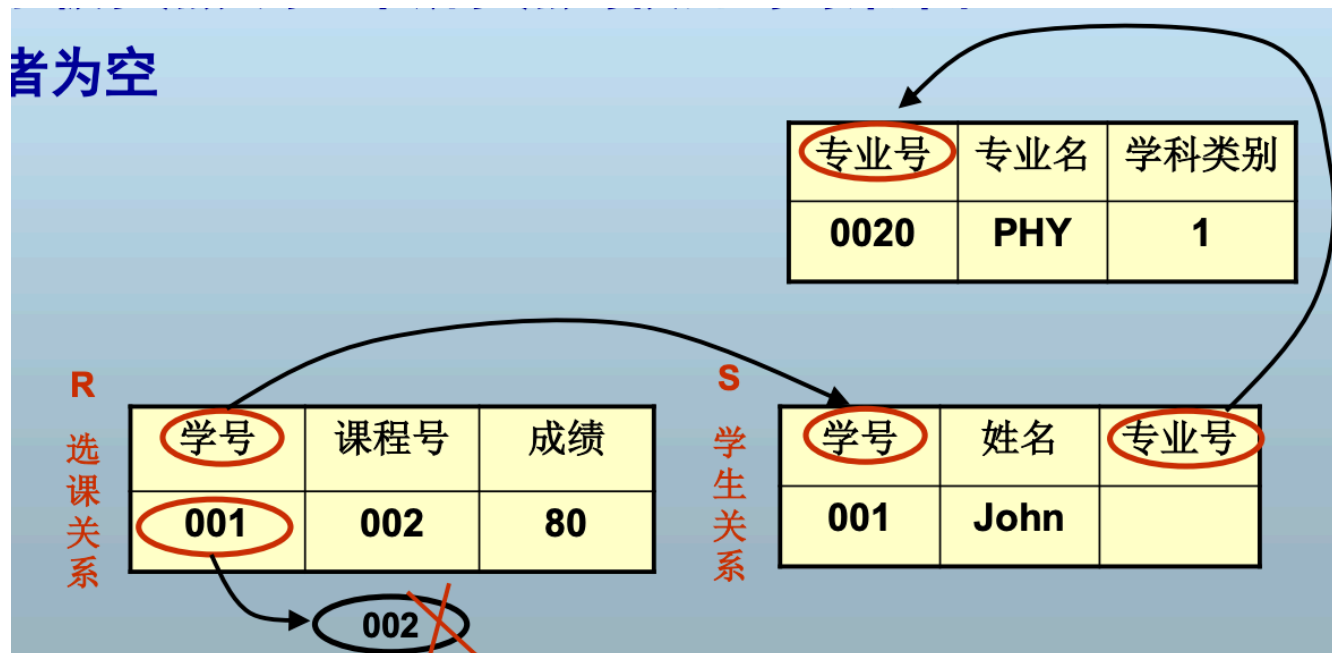 者为空
专业号 专业名 学科类别
0020 PHY 1
R
选课关系
学号 课程号 成绩
001 002 80
002
S
学生关系
学号 姓名 专业号
001 John